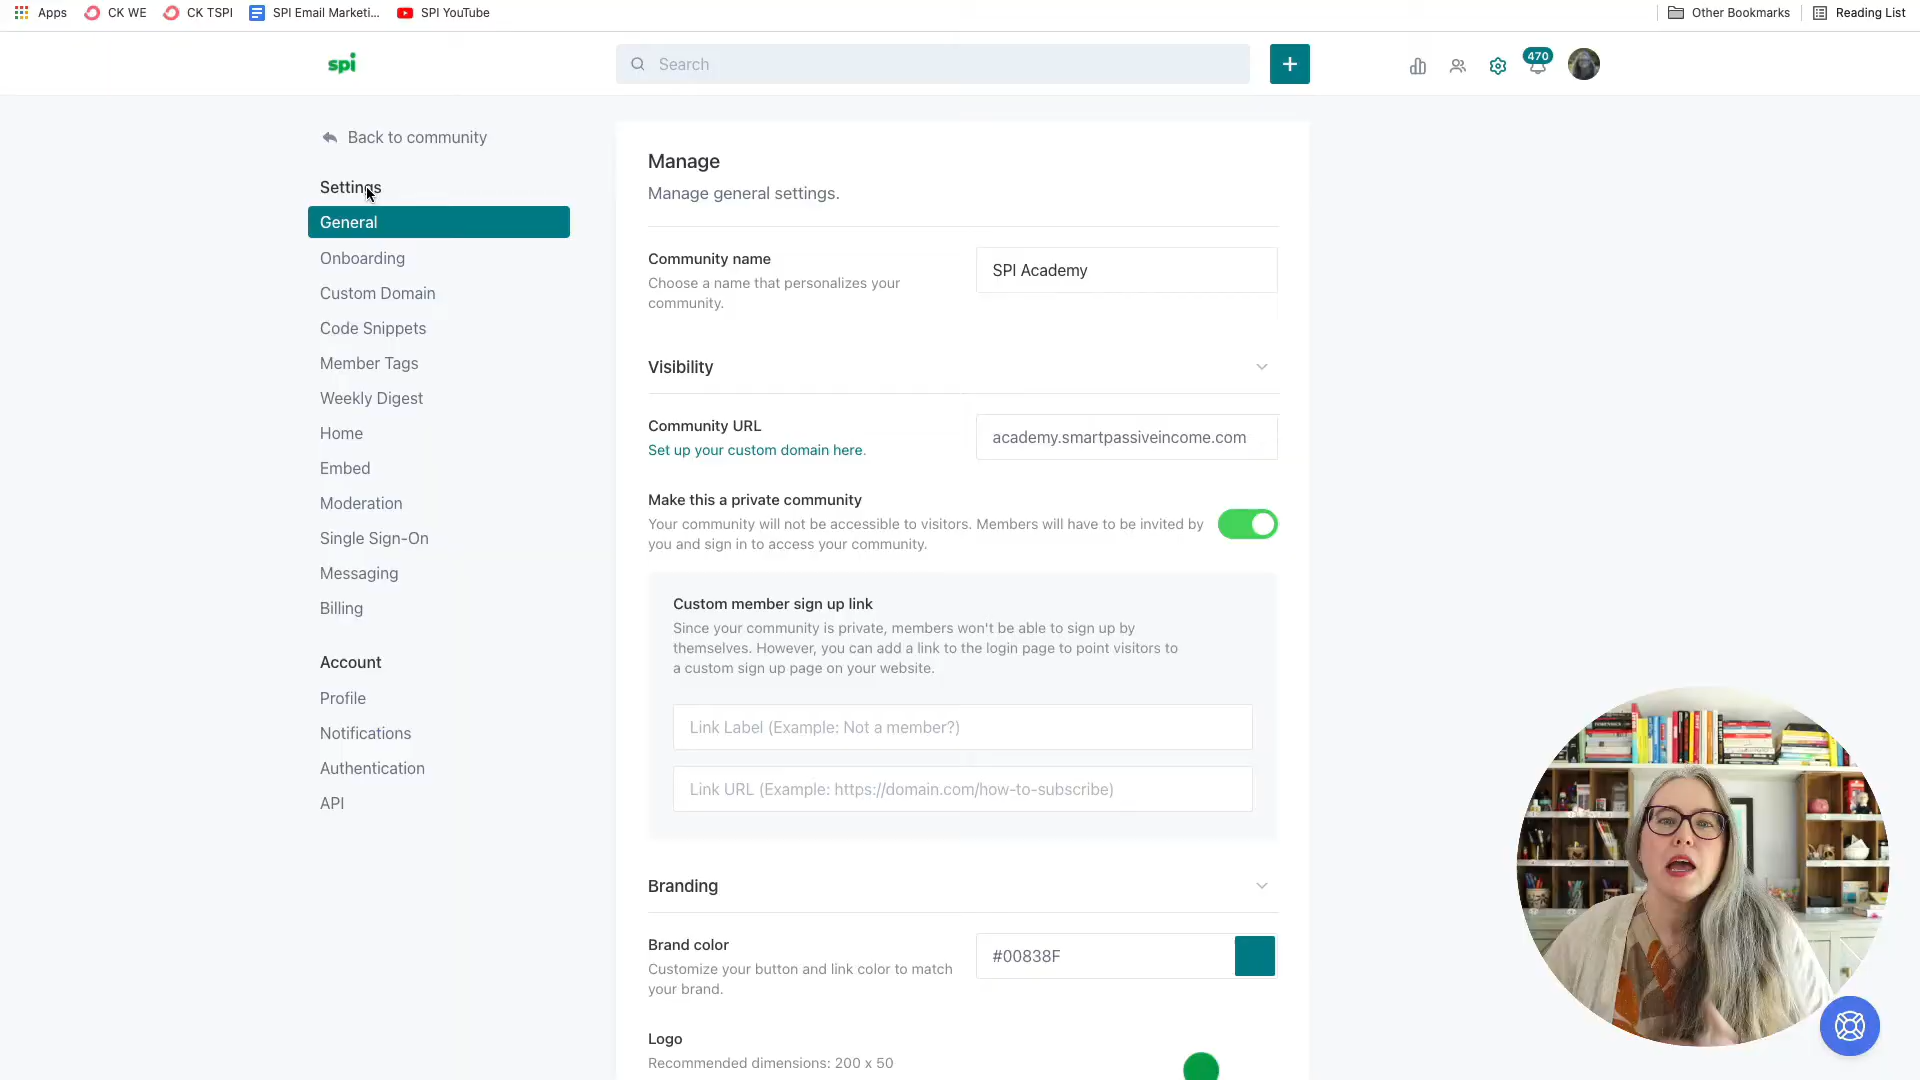 Apps
CK WE
CK TSPI
SPI Email Marketi...
SPI YouTube
Other Bookmarks
Reading List
spi
Search
470
Back to community
Settings
General
Onboarding
Custom Domain
Code Snippets
Member Tags
Weekly Digest
Home
Embed
Moderation
Single Sign-On
Messaging
Billing
Account
Profile
Notifications
Authentication
API
Manage
Manage general settings.
Community name
Choose a name that personalizes your
community.
SPI Academy
Visibility
Community URL
Set up your custom domain here.
academy.smartpassiveincome.com
Make this a private community
Your community will not be accessible to visitors. Members will have to be invited by
you and sign in to access your community.
Custom member sign up link
Since your community is private, members won't be able to sign up by
themselves. However, you can add a link to the login page to point visitors to
a custom sign up page on your website.
Link Label (Example: Not a member?)
Link URL (Example: https://domain.com/how-to-subscribe)
Branding
Brand color
Customize your button and link color to match
your brand.
#00838F
Logo
Recommended dimensions: 200 x 50